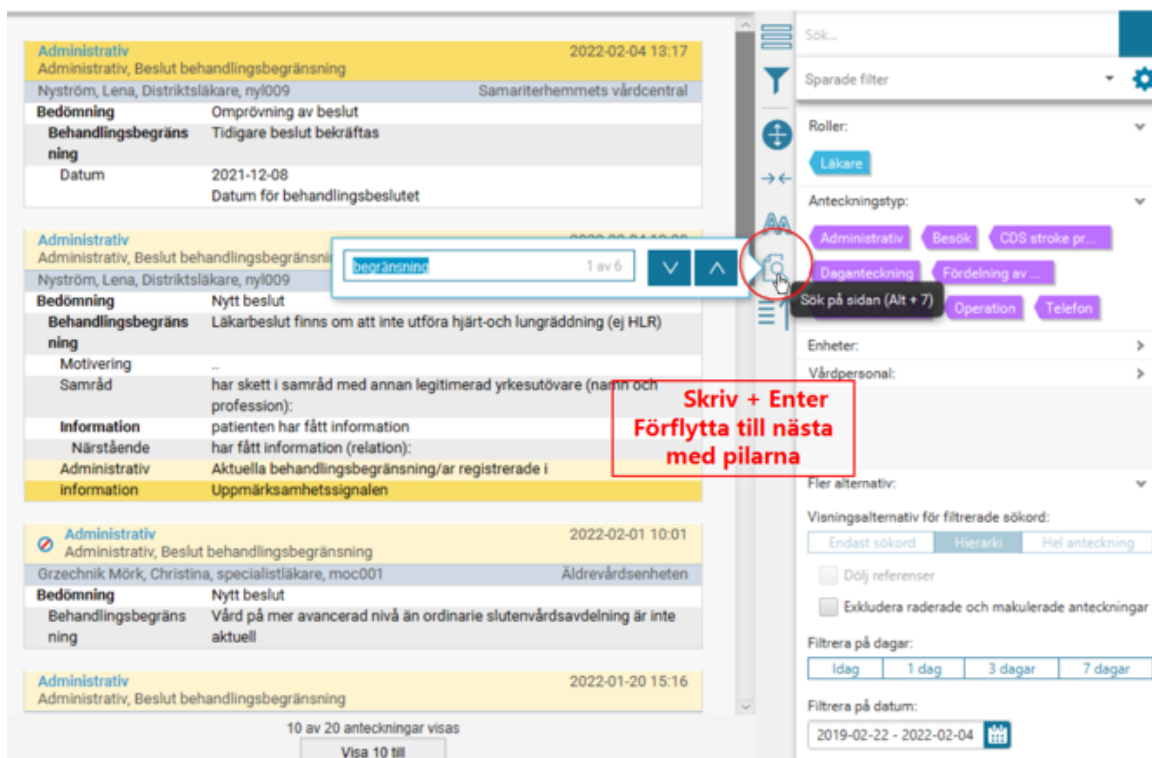 Administrativ 2022-02-04 13:17
Administrativ, Beslut behandlingsbegränsning
Nyström, Lena, Distriktsläkare, nyl009 Samariterhemmets vårdcentral
Bedömning Omprövning av beslut
Behandlingsbegräns Tidigare beslut bekräftas
ning
Datum 2021-12-08
Datum för behandlingsbeslutet
Administrativ
Administrativ, Beslut behandlingsbegränsni
Nyström, Lena, Distriktsläkare, nyl009
begränsning 1 av 6
Bedömning Nytt beslut
Behandlingsbegräns Läkarbeslut finns om att inte utföra hjärt-och lungräddning (ej HLR)
ning
Motivering ..
Samråd har skett i samråd med annan legitimerad yrkesutövare (namn och
profession):
Information patienten har fått information
Närstående har fått information (relation):
Administrativ Aktuella behandlingsbegränsning/ar registrerade i
information Uppmärksamhetssignalen
Skriv + Enter
Förflytta till nästa
med pilarna
Administrativ 2022-02-01 10:01
Administrativ, Beslut behandlingsbegränsning
Grzechnik Mörk, Christina, specialistläkare, moc001 Äldrevårdsenheten
Bedömning Nytt beslut
Behandlingsbegräns Vård på mer avancerad nivå än ordinarie slutenvårdsavdelning är inte
ning aktuell
Administrativ 2022-01-20 15:16
Administrativ, Beslut behandlingsbegränsning
10 av 20 anteckningar visas
Visa 10 till
Sök...
Sparade filter
Roller:
Läkare
Anteckningstyp:
Administrativ Besök CDS stroke pr...
Daganteckning Fördelning av ...
Sök på sidan (Alt + 7)
Operation Telefon
Enheter:
Vårdpersonal:
Fler alternativ:
Visningsalternativ för filtrerade sökord:
Endast sökord Hierarki Hel anteckning
Dölj referenser
Exkludera raderade och makulerade anteckningar
Filtrera på dagar:
Idag 1 dag 3 dagar 7 dagar
Filtrera på datum:
2019-02-22 - 2022-02-04